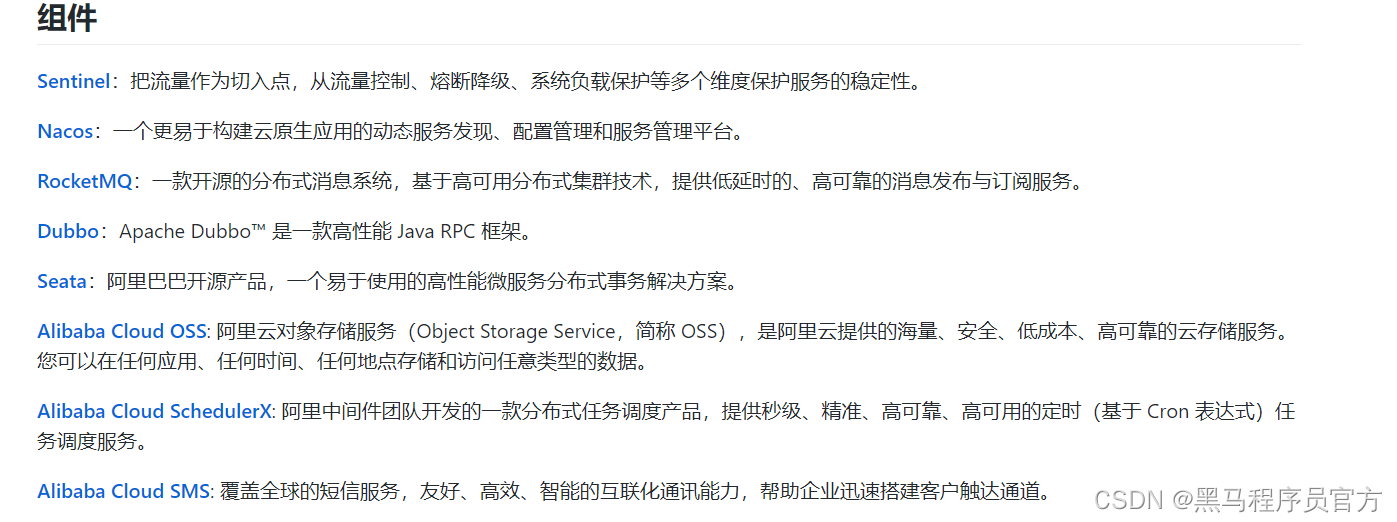 组件
Sentinel：把流量作为切入点，从流量控制、熔断降级、系统负载保护等多个维度保护服务的稳定性。
Nacos：一个更易于构建云原生应用的动态服务发现、配置管理和服务管理平台。
RocketMQ：一款开源的分布式消息系统，基于高可用分布式集群技术，提供低延时的、高可靠的消息发布与订阅服务。
Dubbo：Apache Dubbo™ 是一款高性能 Java RPC 框架。
Seata：阿里巴巴开源产品，一个易于使用的高性能微服务分布式事务解决方案。
Alibaba Cloud OSS: 阿里云对象存储服务（Object Storage Service，简称 OSS），是阿里云提供的海量、安全、低成本、高可靠的云存储服务。
您可以在任何应用、任何时间、任何地点存储和访问任意类型的数据。
Alibaba Cloud SchedulerX: 阿里中间件团队开发的一款分布式任务调度产品，提供秒级、精准、高可靠、高可用的定时（基于 Cron 表达式）任
务调度服务。
Alibaba Cloud SMS: 覆盖全球的短信服务，友好、高效、智能的互联化通讯能力，帮助企业迅速搭建客户触达通道。
CSDN @黑马程序员官方